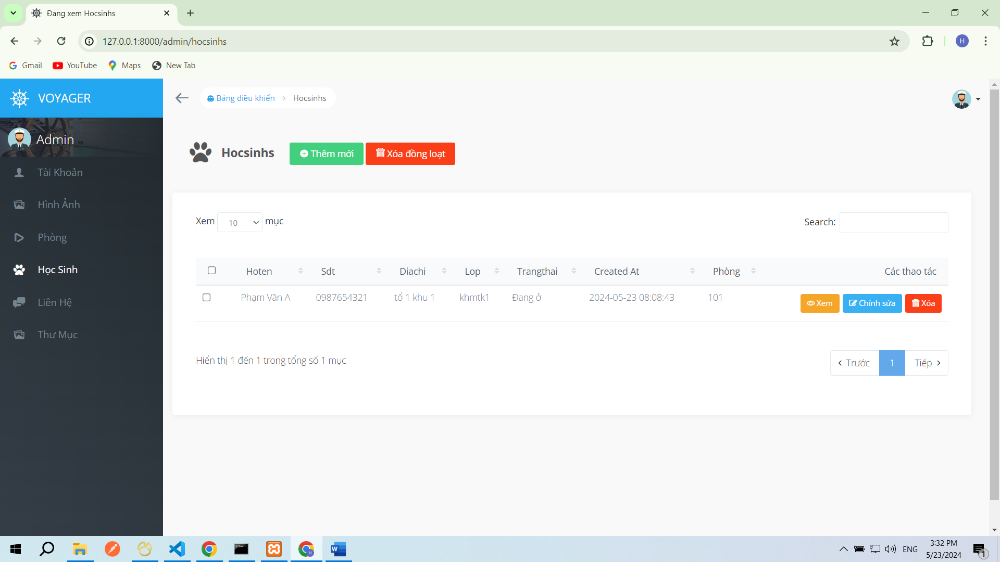 Đang xem Hocsinhs
127.0.0.1:8000/admin/hocsinhs
H
Gmail YouTube Maps New Tab
VOYAGER
Bảng điều khiển Hocsinhs
Admin
Hocsinhs Thêm mới Xóa đồng loạt
Tài Khoản
Hình Ảnh
Phòng
Học Sinh
Liên Hệ
Thư Mục
Xem 10 mục Search:
Hoten Sdt Diachi Lop Trangthai Created At Phòng Các thao tác
Phạm Văn A 0987654321 tổ 1 khu 1 khmtk1 Đang ở 2024-05-23 08:08:43 101 Xem Chỉnh sửa Xóa
Hiển thị 1 đến 1 trong tổng số 1 mục
Trước 1 Tiếp
ENG
3:32 PM
5/23/2024
1